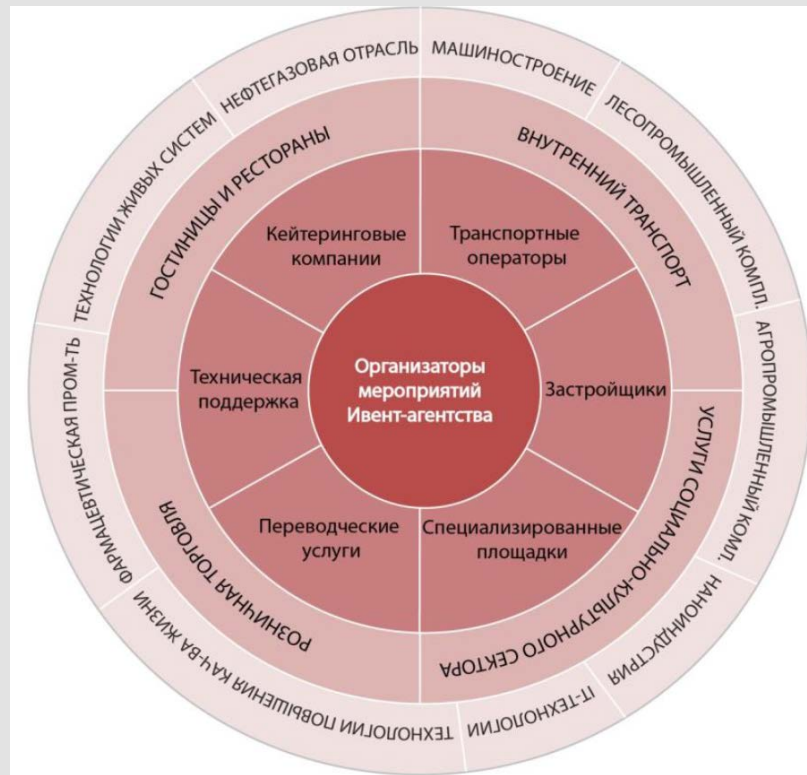 НЕФТЕГАЗОВАЯ ОТРАСЛЬ
МАШИНОСТРОЕНИЕ
ЛЕСОПРОМЫШЛЕННЫЙ КОМПЛ.
АГРОПРОМЫШЛЕННЫЙ КОМП.
НАНОИНДУСТРИЯ
IT-ТЕХНОЛОГИИ
ТЕХНОЛОГИИ ПОВЫШЕНИЯ КАЧ-ВА ЖИЗНИ
ФАРМАЦЕВТИЧЕСКАЯ ПРОМ-ТЬ
ТЕХНОЛОГИИ ЖИВЫХ СИСТЕМ
ГОСТИНИЦЫ И РЕСТОРАНЫ
ВНУТРЕННИЙ ТРАНСПОРТ
УСЛУГИ СОЦИАЛЬНО-КУЛЬТУРНОГО СЕКТОРА
РОЗНИЧНАЯ ТОРГОВЛЯ
Кейтеринговые
компании
Транспортные
операторы
Застройщики
Специализированные
площадки
Переводческие
услуги
Техническая
поддержка
Организаторы
мероприятий
Ивент-агентства